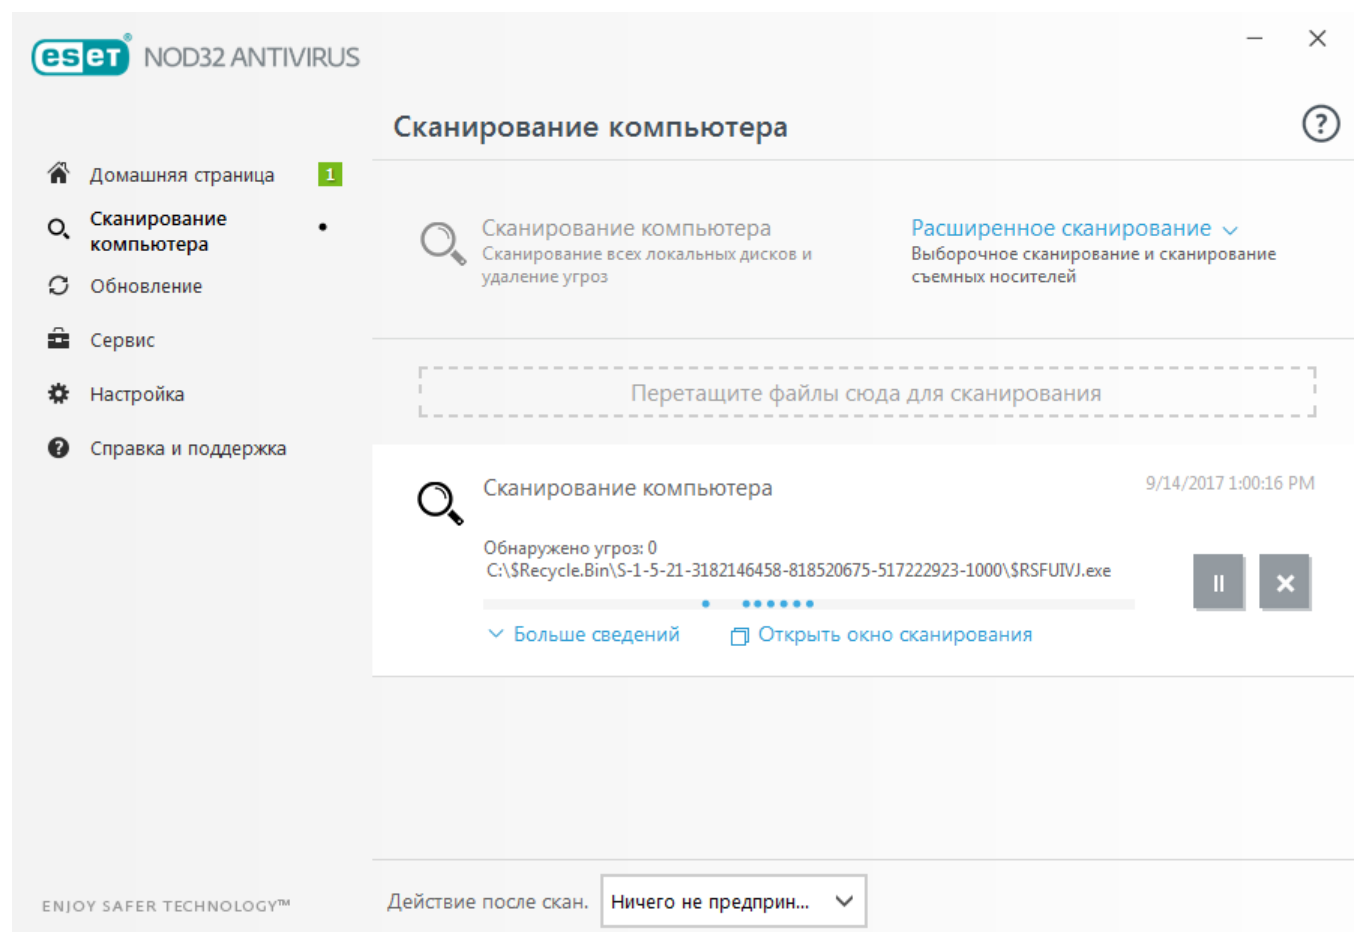 eset® NOD32 ANTIVIRUS
Сканирование компьютера
?
Домашняя страница 1
Сканирование
компьютера
Обновление
Сервис
Настройка
Справка и поддержка
Сканирование компьютера
Сканирование всех локальных дисков и
удаление угроз
Расширенное сканирование
Выборочное сканирование и сканирование
съемных носителей
Перетащите файлы сюда для сканирования
Сканирование компьютера
9/14/2017 1:00:16 PM
Обнаружено угроз: 0
C:\$Recycle.Bin\S-1-5-21-3182146458-818520675-517222923-1000\$RSFUIVJ.exe
Больше сведений
Открыть окно сканирования
ENJOY SAFER TECHNOLOGY™
Действие после скан. Ничего не предприн...